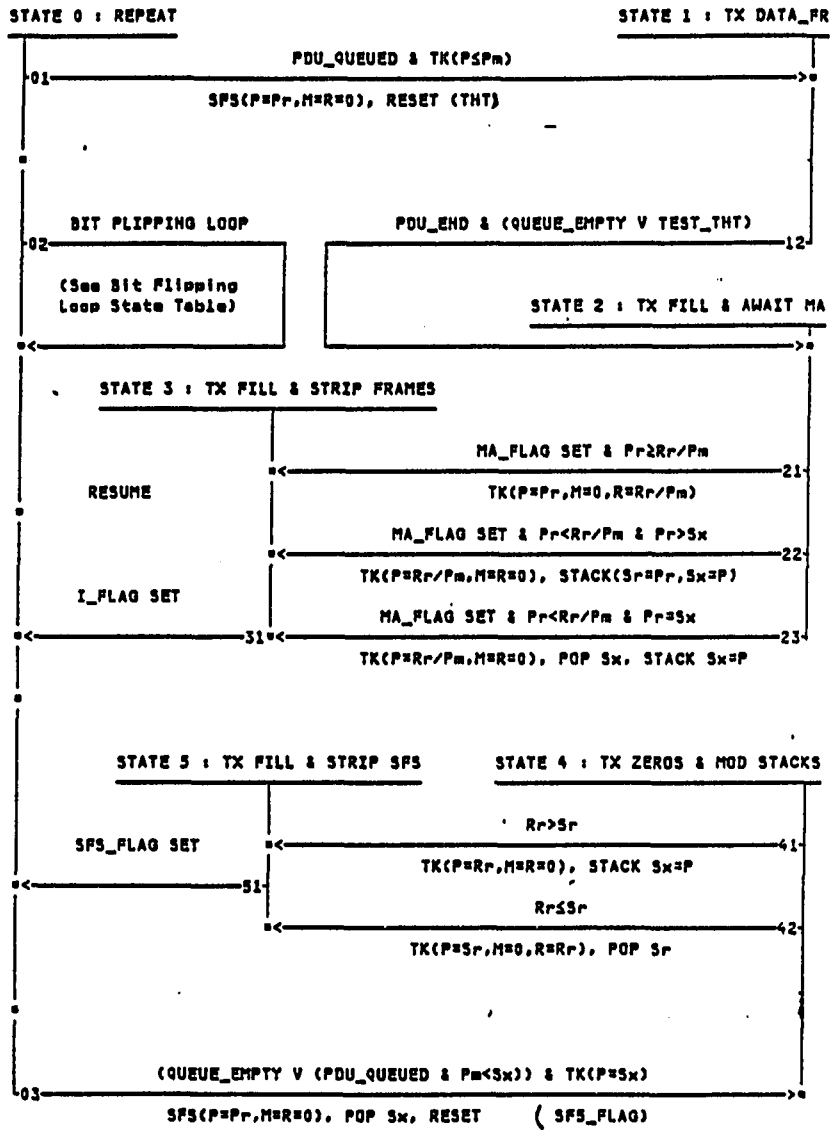 STATE 0 : REPEAT
STATE 1 : TX DATA_FR
PDU_QUEUED & TK(P≤Pm)
01
SFS(P=Pr,M=R=0), RESET (THT)
BIT FLIPPING LOOP
PDU_END & (QUEUE_EMPTY V TEST_THT)
02
12
(See Bit Flipping
Loop State Table)
STATE 2 : TX FILL & AWAIT MA
STATE 3 : TX FILL & STRIP FRAMES
MA_FLAG SET & Pr≥Rr/Pm
21
RESUME
TK(P=Pr,M=0,R=Rr/Pm)
MA_FLAG SET & Pr<Rr/Pm & Pr>Sx
22
TK(P=Rr/Pm,M=R=0), STACK(Sr=Pr,Sx=P)
I_FLAG SET
MA_FLAG SET & Pr<Rr/Pm & Pr=Sx
31
23
TK(P=Rr/Pm,M=R=0), POP Sx, STACK Sx=P
STATE 5 : TX FILL & STRIP SFS
STATE 4 : TX ZEROS & MOD STACKS
Rr>Sr
SFS_FLAG SET
41
TK(P=Rr,M=R=0), STACK Sx=P
51
Rr≤Sr
42
TK(P=Sr,M=0,R=Rr), POP Sr
(QUEUE_EMPTY V (PDU_QUEUED & Pm<Sx)) & TK(P=Sx)
03
SFS(P=Pr,M=R=0), POP Sx, RESET ( SFS_FLAG)